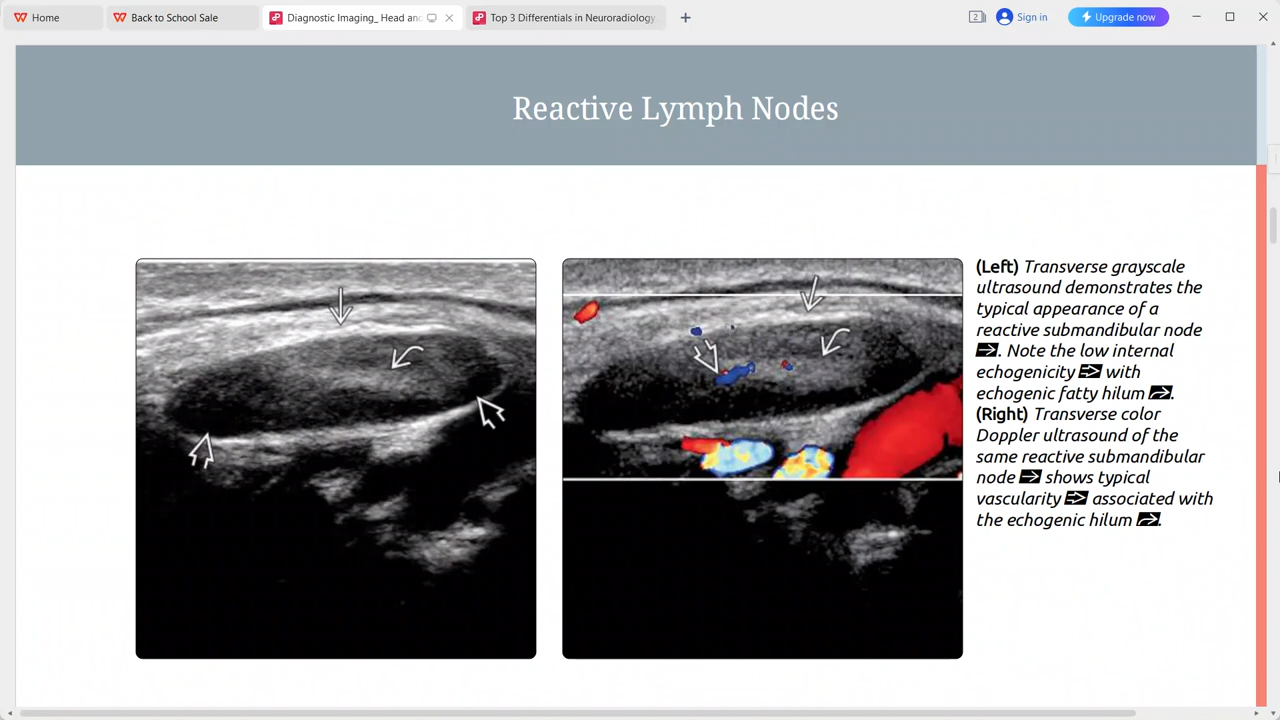 Home
Back to School Sale
Diagnostic Imaging_ Head and
Top 3 Differentials in Neuroradiology
2
Sign in
Upgrade now
Reactive Lymph Nodes
(Left) Transverse grayscale
ultrasound demonstrates the
typical appearance of a
reactive submandibular node
. Note the low internal
echogenicity with
echogenic fatty hilum .
(Right) Transverse color
Doppler ultrasound of the
same reactive submandibular
node shows typical
vascularity associated with
the echogenic hilum .